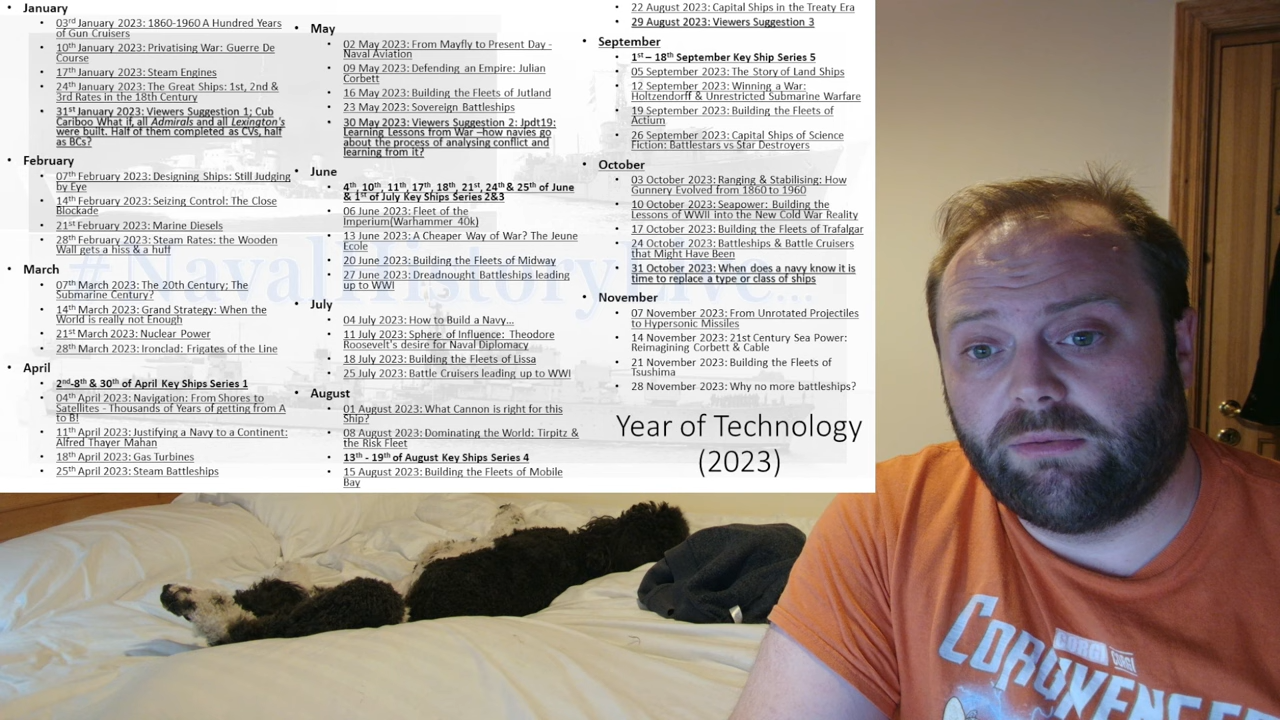 January
03rd January 2023: 1860-1960 A Hundred Years
of Gun Cruisers
10th January 2023: Privatising War: Guerre De
Course
17th January 2023: Steam Engines
24th January 2023: The Great Ships: 1st, 2nd &
3rd Rates in the 18th Century
31st January 2023: Viewers Suggestion 1; Cub
Cariboo What if, all Admirals and all Lexington's
were built. Half of them completed as CVs, half
as BCs?
February
07th February 2023: Designing Ships: Still Judging
by Eye
14th February 2023: Seizing Control: The Close
Blockade
21st February 2023: Marine Diesels
28th February 2023: Steam Rates: the Wooden
Wall gets a hiss & a huff
March
07th March 2023: The 20th Century; The
Submarine Century?
14th March 2023: Grand Strategy: When the
World is really not Enough
21st March 2023: Nuclear Power
28th March 2023: Ironclad: Frigates of the Line
April
2nd-8th & 30th of April Key Ships Series 1
04th April 2023: Navigation: From Shores to
Satellites - Thousands of Years of getting from A
to B!
11th April 2023: Justifying a Navy to a Continent:
Alfred Thayer Mahan
18th April 2023: Gas Turbines
25th April 2023: Steam Battleships
May
02 May 2023: From Mayfly to Present Day -
Naval Aviation
09 May 2023: Defending an Empire: Julian
Corbett
16 May 2023: Building the Fleets of Jutland
23 May 2023: Sovereign Battleships
30 May 2023: Viewers Suggestion 2: Jpdt19:
Learning Lessons from War –how navies go
about the process of analysing conflict and
learning from it?
June
4th, 10th, 11th, 17th, 18th, 21st, 24th & 25th of June
& 1st of July Key Ships Series 2&3
06 June 2023: Fleet of the
Imperium(Warhammer 40k)
13 June 2023: A Cheaper Way of War? The Jeune
Ecole
20 June 2023: Building the Fleets of Midway
27 June 2023: Dreadnought Battleships leading
up to WWI
July
04 July 2023: How to Build a Navy...
11 July 2023: Sphere of Influence: Theodore
Roosevelt's desire for Naval Diplomacy
18 July 2023: Building the Fleets of Lissa
25 July 2023: Battle Cruisers leading up to WWI
August
01 August 2023: What Cannon is right for this
Ship?
08 August 2023: Dominating the World: Tirpitz &
the Risk Fleet
13th - 19th of August Key Ships Series 4
15 August 2023: Building the Fleets of Mobile
Bay
22 August 2023: Capital Ships in the Treaty Era
29 August 2023: Viewers Suggestion 3
September
1st – 18th September Key Ship Series 5
05 September 2023: The Story of Land Ships
12 September 2023: Winning a War:
Holtzendorff & Unrestricted Submarine Warfare
19 September 2023: Building the Fleets of
Actium
26 September 2023: Capital Ships of Science
Fiction: Battlestars vs Star Destroyers
October
03 October 2023: Ranging & Stabilising: How
Gunnery Evolved from 1860 to 1960
10 October 2023: Seapower: Building the
Lessons of WWII into the New Cold War Reality
17 October 2023: Building the Fleets of Trafalgar
24 October 2023: Battleships & Battle Cruisers
that Might Have Been
31 October 2023: When does a navy know it is
time to replace a type or class of ships
November
07 November 2023: From Unrotated Projectiles
to Hypersonic Missiles
14 November 2023: 21st Century Sea Power:
Reimagining Corbett & Cable
21 November 2023: Building the Fleets of
Tsushima
28 November 2023: Why no more battleships?
Year of Technology
(2023)
#NavalHistoryLive...
CORGI
CORGI